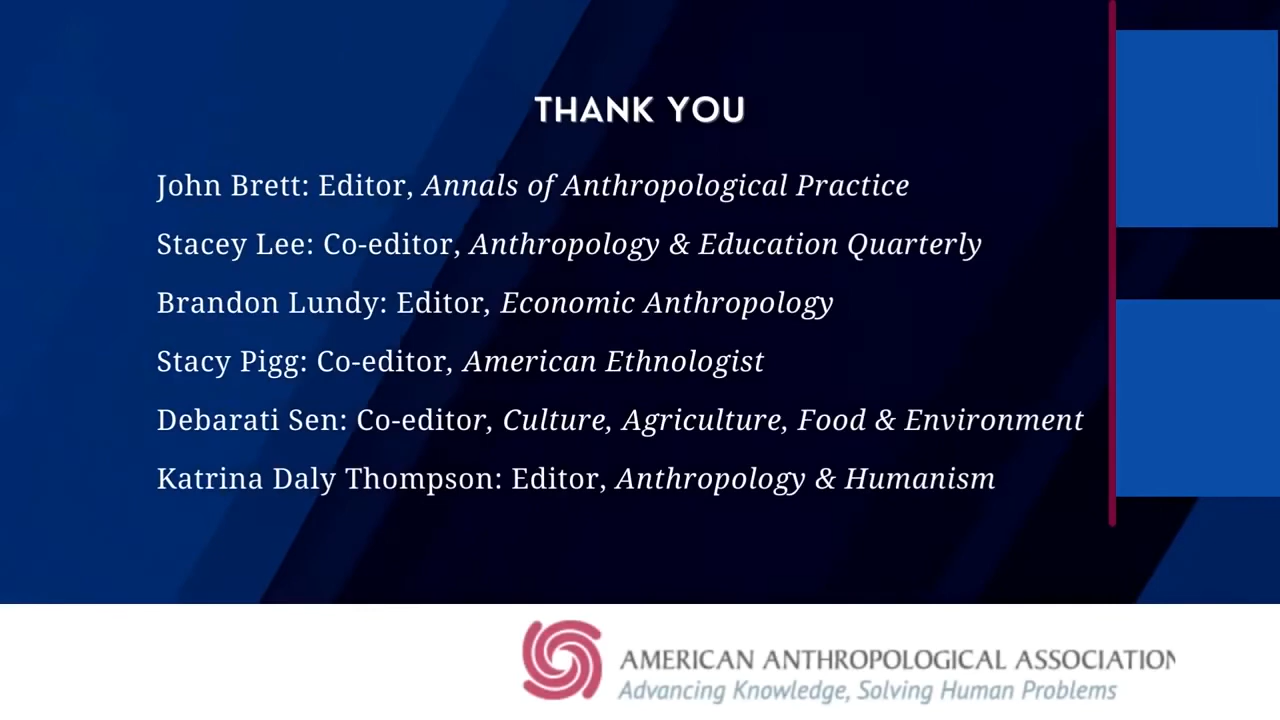 THANK YOU
John Brett: Editor, Annals of Anthropological Practice
Stacey Lee: Co-editor, Anthropology & Education Quarterly
Brandon Lundy: Editor, Economic Anthropology
Stacy Pigg: Co-editor, American Ethnologist
Debarati Sen: Co-editor, Culture, Agriculture, Food & Environment
Katrina Daly Thompson: Editor, Anthropology & Humanism
AMERICAN ANTHROPOLOGICAL ASSOCIATION
Advancing Knowledge, Solving Human Problems